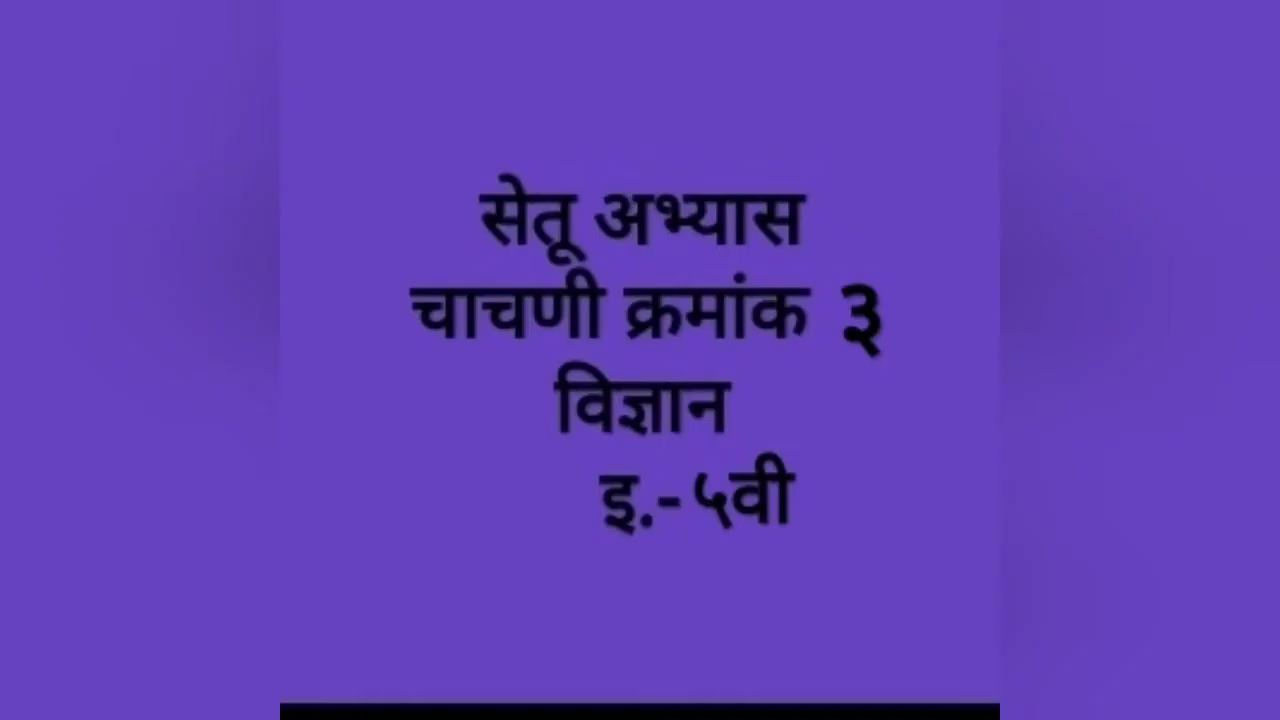 सेतू अभ्यास
चाचणी क्रमांक ३
विज्ञान
इ.-५वी